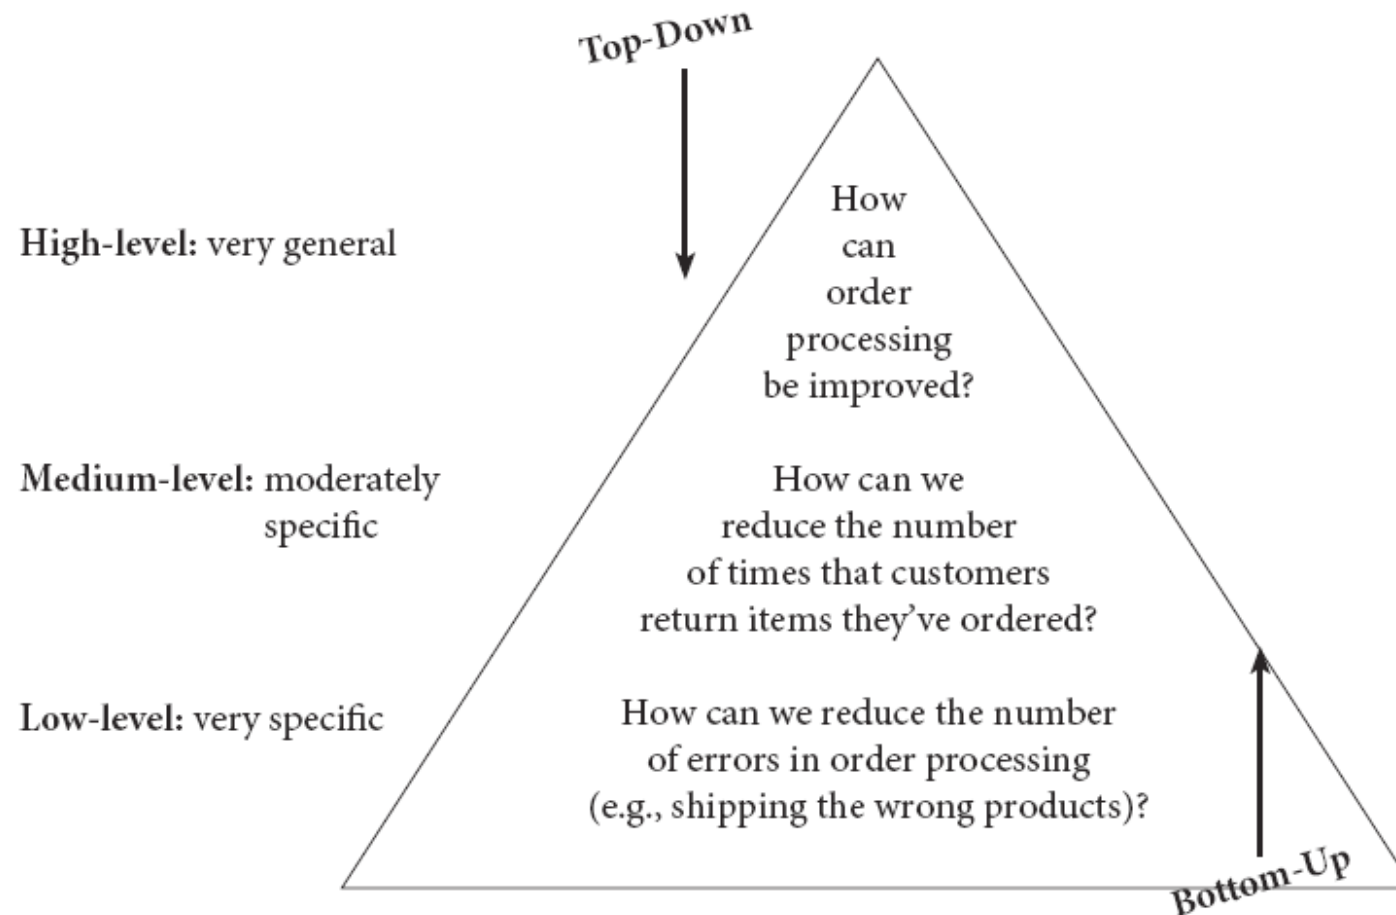 Top-Down
How
can
High-level: very general
order
processing
be improved?
Medium-level: moderately
specific
How can we
reduce the number
of times that customers
return items they’ve ordered?
Low-level: very specific
How can we reduce the number
of errors in order processing
(e.g., shipping the wrong products)?
Bottom-Up